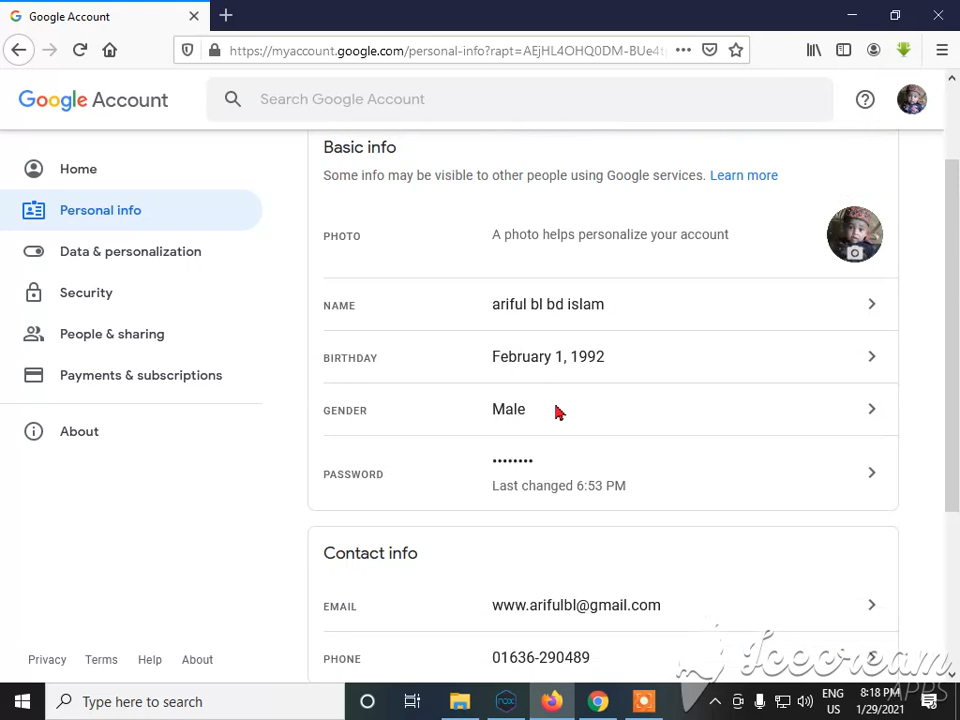 Google Account
https://myaccount.google.com/personal-info?rapt=AEjHL4OHQ0DM-BUe4
Google Account
Search Google Account
Home
Personal info
Data & personalization
Security
People & sharing
Payments & subscriptions
About
Privacy Terms Help About
Basic info
Some info may be visible to other people using Google services. Learn more
PHOTO A photo helps personalize your account
NAME ariful bl bd islam
BIRTHDAY February 1, 1992
GENDER Male
PASSWORD ••••••••
Last changed 6:53 PM
Contact info
EMAIL www.arifulbl@gmail.com
PHONE 01636-290489
Icecream
APPS
Type here to search
nox
ENG
US
8:18 PM
1/29/2021